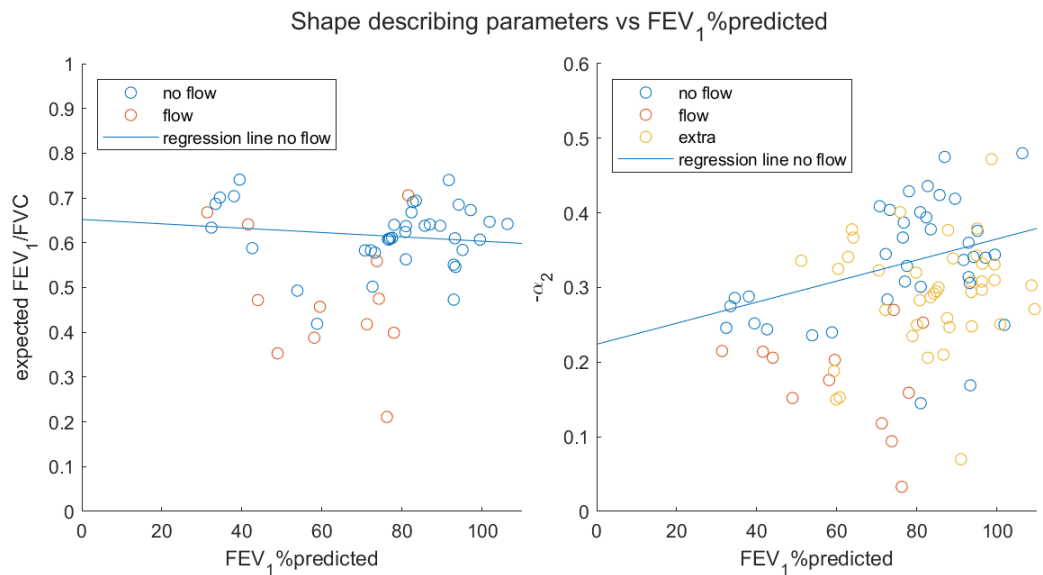 Shape describing parameters vs FEV₁%predicted
expected FEV₁/FVC
1
0.9
0.8
0.7
0.6
0.5
0.4
0.3
0.2
0.1
0
no flow
flow
regression line no flow
0 20 40 60 80 100
FEV₁%predicted
-α₂
0.6
0.5
0.4
0.3
0.2
0.1
0
no flow
flow
extra
regression line no flow
0 20 40 60 80 100
FEV₁%predicted